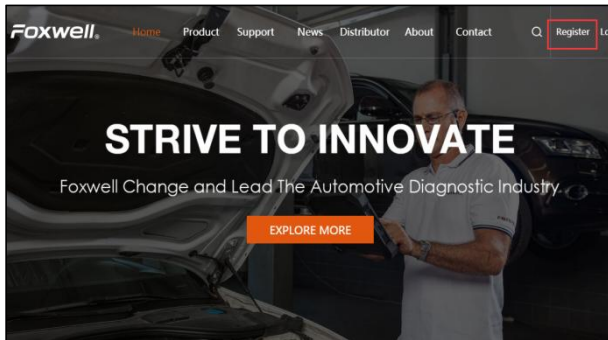 FOXWELL®
Home Product Support News Distributor About Contact Register
STRIVE TO INNOVATE
Foxwell Change and Lead The Automotive Diagnostic Industry.
EXPLORE MORE